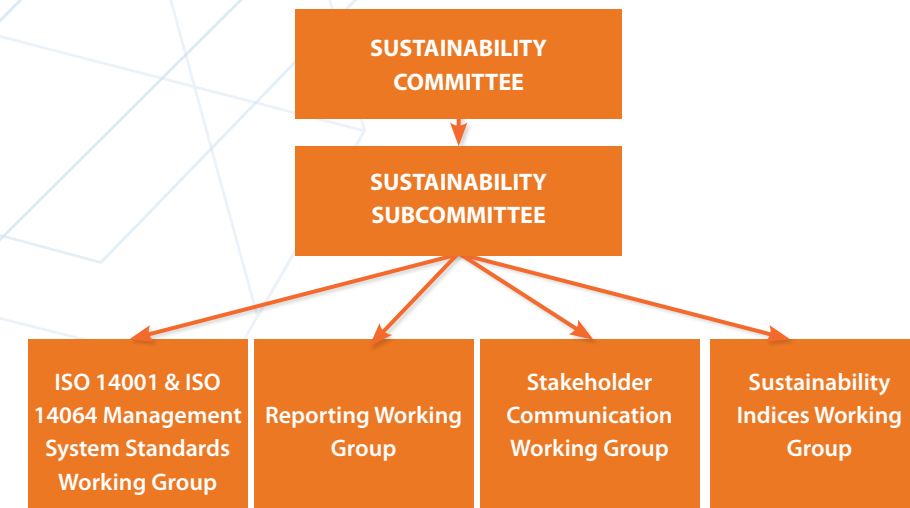 SUSTAINABILITY
COMMITTEE
SUSTAINABILITY
SUBCOMMITTEE
ISO 14001 & ISO
14064 Management
System Standards
Working Group
Reporting Working
Group
Stakeholder
Communication
Working Group
Sustainability
Indices Working
Group